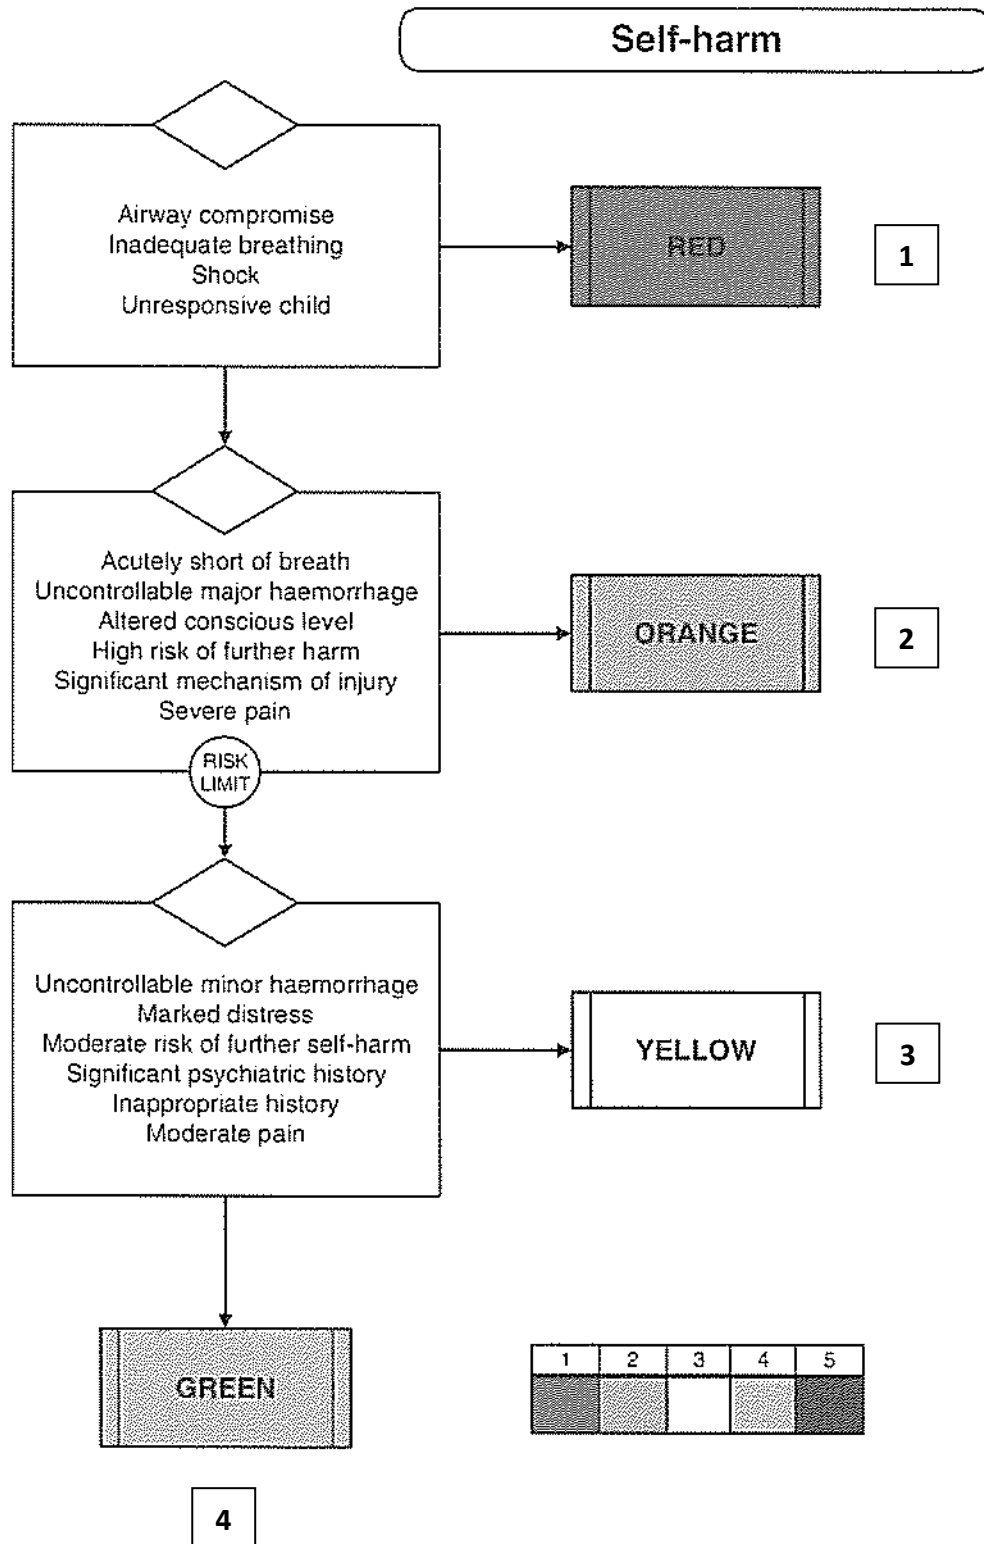 Self-harm
Airway compromise
Inadequate breathing
Shock
Unresponsive child
RED
1
Acutely short of breath
Uncontrollable major haemorrhage
Altered conscious level
High risk of further harm
Significant mechanism of injury
Severe pain
ORANGE
2
RISK
LIMIT
Uncontrollable minor haemorrhage
Marked distress
Moderate risk of further self-harm
Significant psychiatric history
Inappropriate history
Moderate pain
YELLOW
3
GREEN
1 2 3 4 5
4